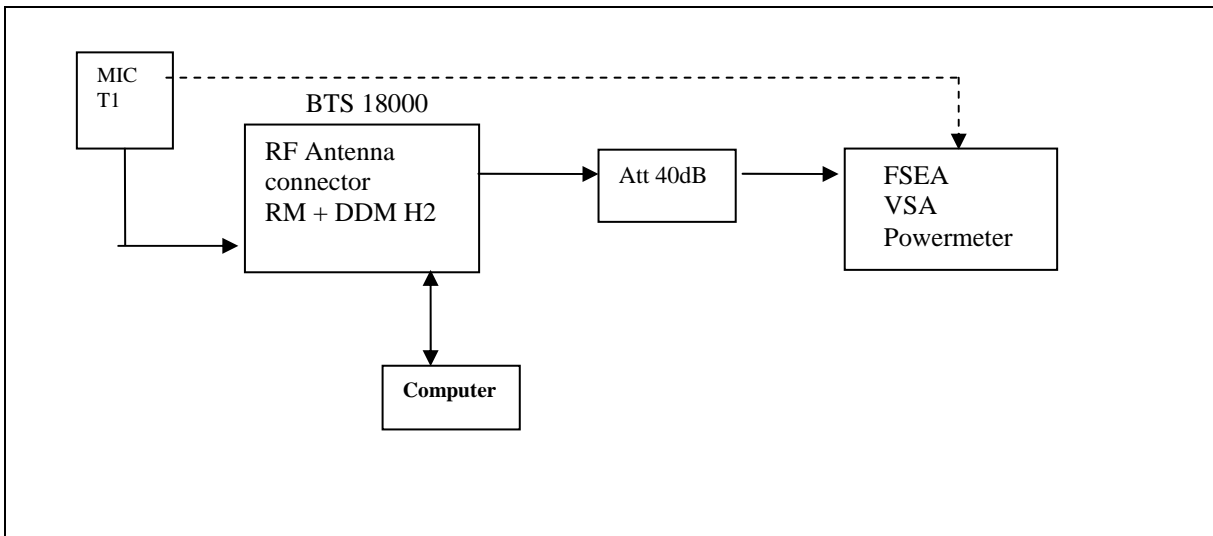 MIC
T1
BTS 18000
RF Antenna
connector
RM + DDM H2
Att 40dB
FSEA
VSA
Powermeter
Computer